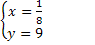 x = 1/8
y = 9